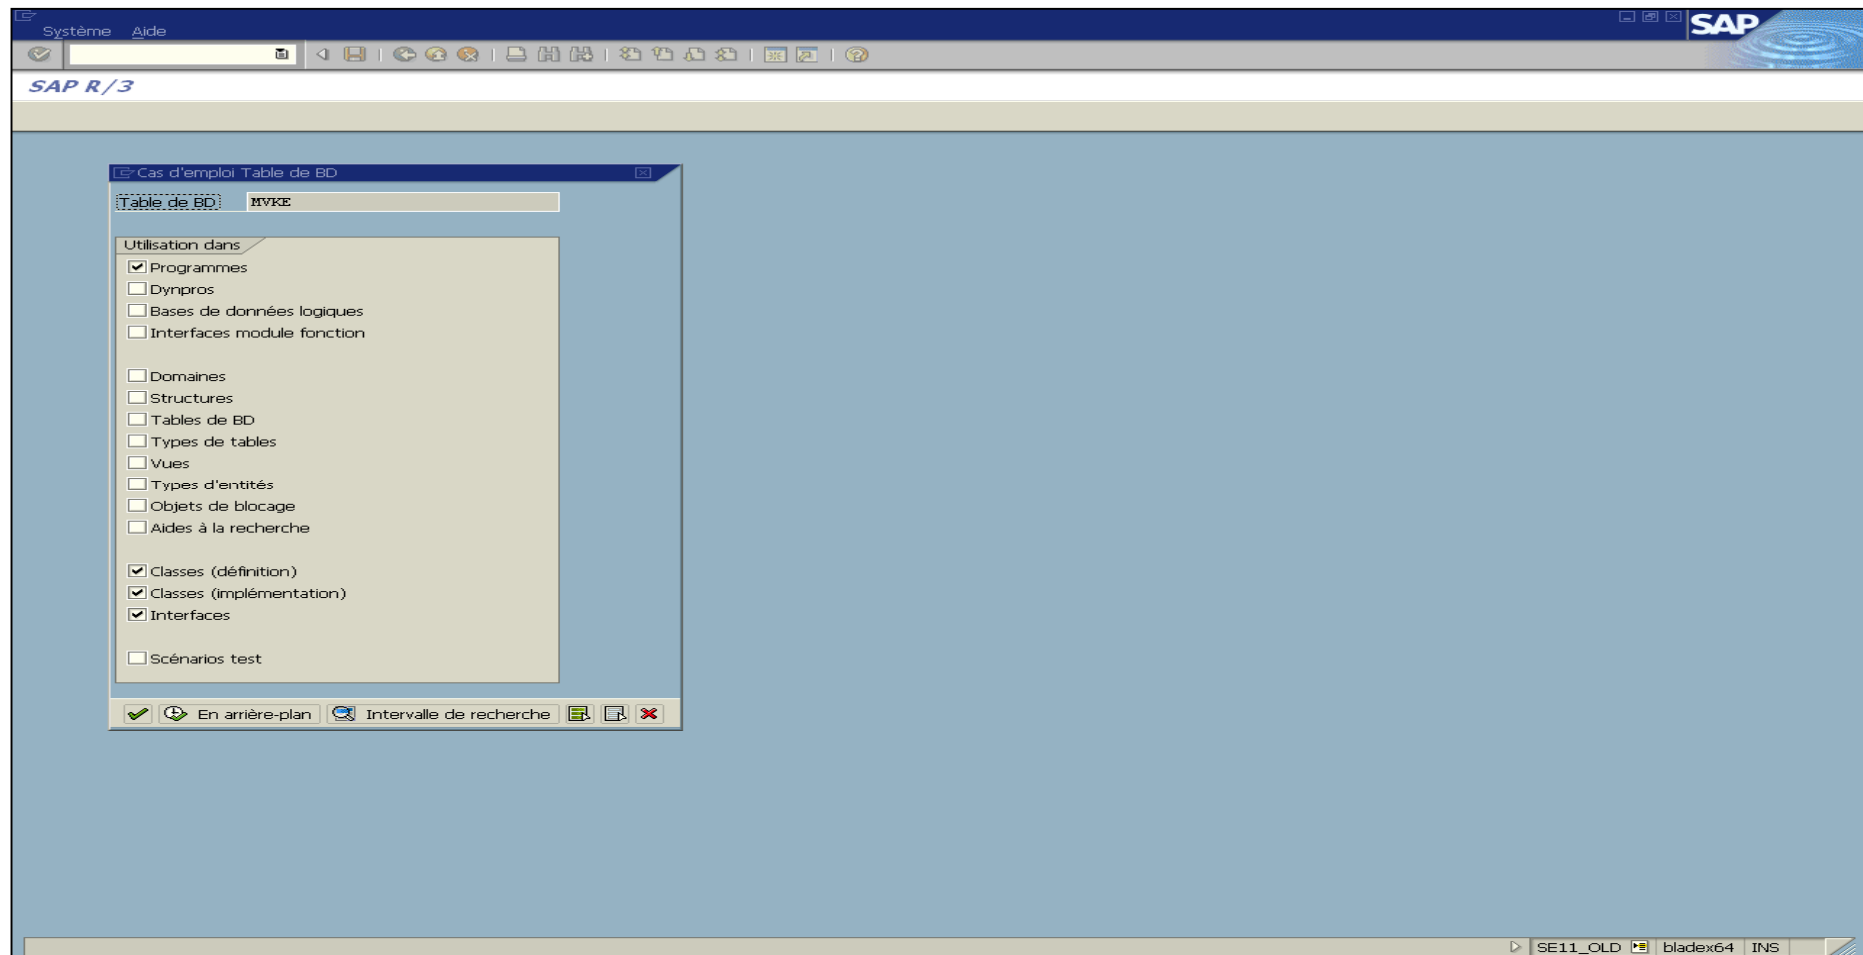 Système Aide
SAP
SAP R/3
Cas d'emploi Table de BD
Table de BD MVKE
Utilisation dans
Programmes
Dynpros
Bases de données logiques
Interfaces module fonction
Domaines
Structures
Tables de BD
Types de tables
Vues
Types d'entités
Objets de blocage
Aides à la recherche
Classes (définition)
Classes (implémentation)
Interfaces
Scénarios test
En arrière-plan Intervalle de recherche
SE11_OLD bladex64 INS